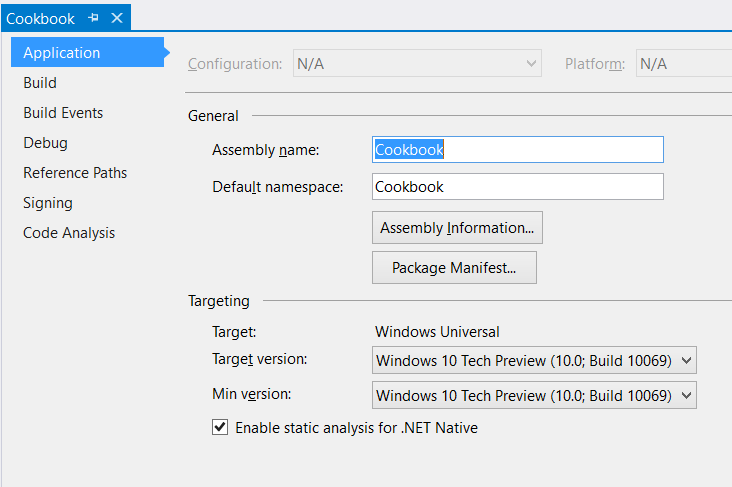 Cookbook
Application
Build
Build Events
Debug
Reference Paths
Signing
Code Analysis
Configuration: N/A Platform: N/A
General
Assembly name: Cookbook
Default namespace: Cookbook
Assembly Information...
Package Manifest...
Targeting
Target: Windows Universal
Target version: Windows 10 Tech Preview (10.0; Build 10069)
Min version: Windows 10 Tech Preview (10.0; Build 10069)
Enable static analysis for .NET Native